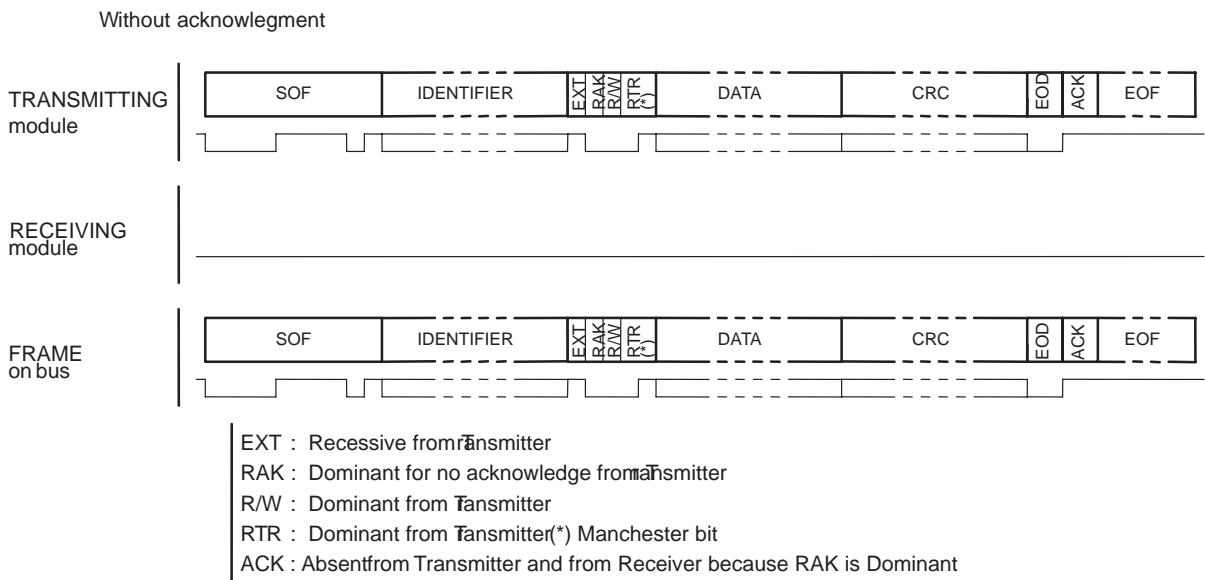 Without acknowlegment
TRANSMITTING
module
SOF IDENTIFIER EXT RAK R/W RTR (*) DATA CRC EOD ACK EOF
RECEIVING
module
FRAME
on bus
SOF IDENTIFIER EXT RAK R/W RTR (*) DATA CRC EOD ACK EOF
EXT : Recessive from Transmitter
RAK : Dominant for no acknowledge from Transmitter
R/W : Dominant from Transmitter
RTR : Dominant from Transmitter(*) Manchester bit
ACK : Absentfrom Transmitter and from Receiver because RAK is Dominant